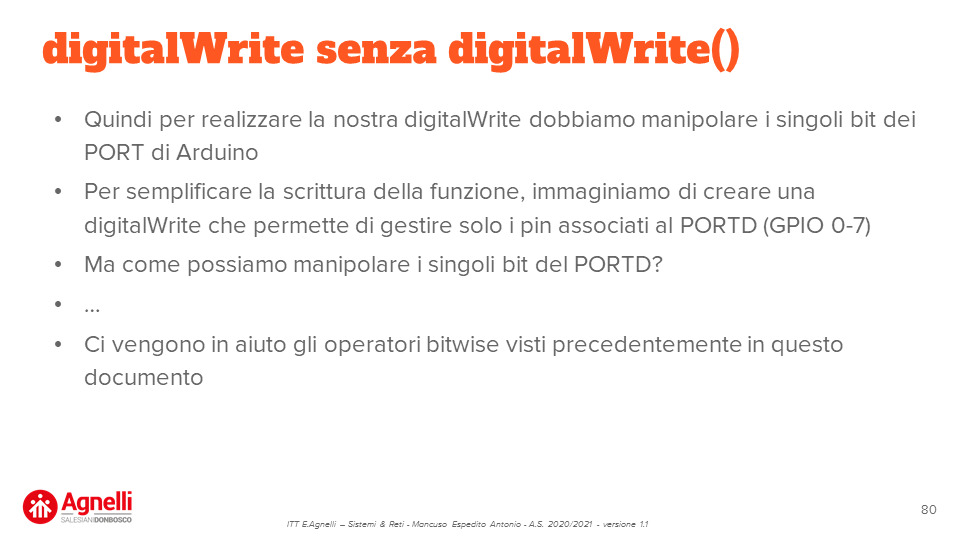 digitalWrite senza digitalWrite()
• Quindi per realizzare la nostra digitalWrite dobbiamo manipolare i singoli bit dei
PORT di Arduino
• Per semplificare la scrittura della funzione, immaginiamo di creare una
digitalWrite che permette di gestire solo i pin associati al PORTD (GPIO 0-7)
• Ma come possiamo manipolare i singoli bit del PORTD?
• ...
• Ci vengono in aiuto gli operatori bitwise visti precedentemente in questo
documento
Agnelli
SALESIANI DONBOSCO
ITT E.Agnelli – Sistemi & Reti - Mancuso Espedito Antonio - A.S. 2020/2021 - versione 1.1
80